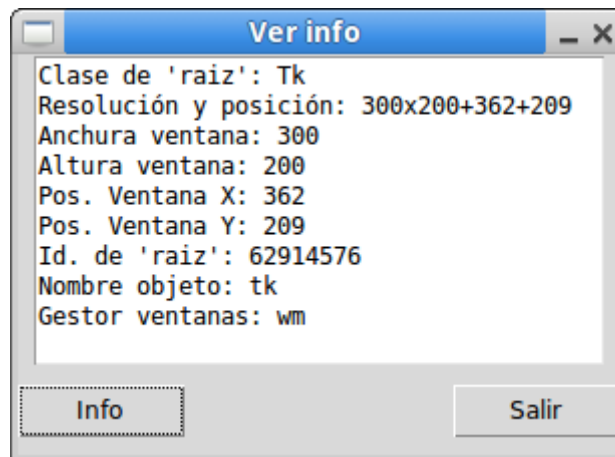 Ver info
Clase de 'raiz': Tk
Resolución y posición: 300x200+362+209
Anchura ventana: 300
Altura ventana: 200
Pos. Ventana X: 362
Pos. Ventana Y: 209
Id. de 'raiz': 62914576
Nombre objeto: tk
Gestor ventanas: wm
Info Salir